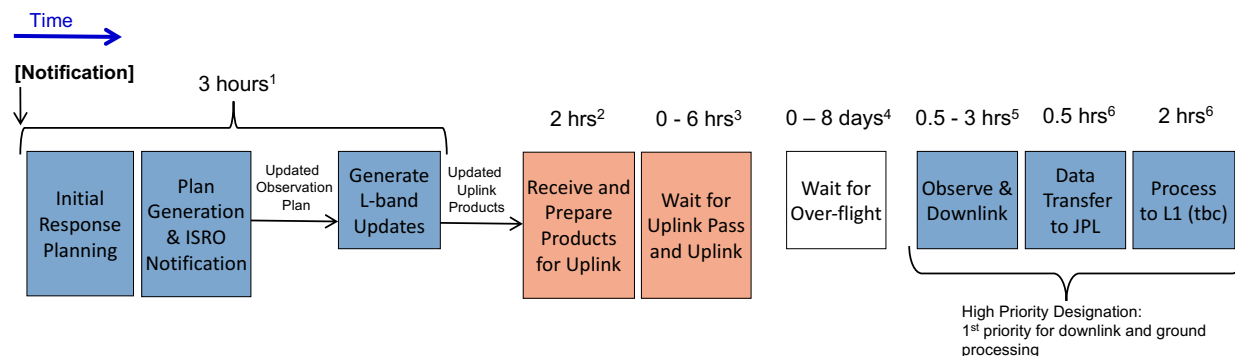 Time
[Notification]
3 hours¹
2 hrs²
0 - 6 hrs³
0 – 8 days⁴
0.5 - 3 hrs⁵
0.5 hrs⁶
2 hrs⁶
Initial
Response
Planning
Plan
Generation
& ISRO
Notification
Updated
Observation
Plan
Generate
L-band
Updates
Updated
Uplink
Products
Receive and
Prepare
Products
for Uplink
Wait for
Uplink Pass
and Uplink
Wait for
Over-flight
Observe &
Downlink
Data
Transfer
to JPL
Process
to L1 (tbc)
High Priority Designation:
1st priority for downlink and ground
processing